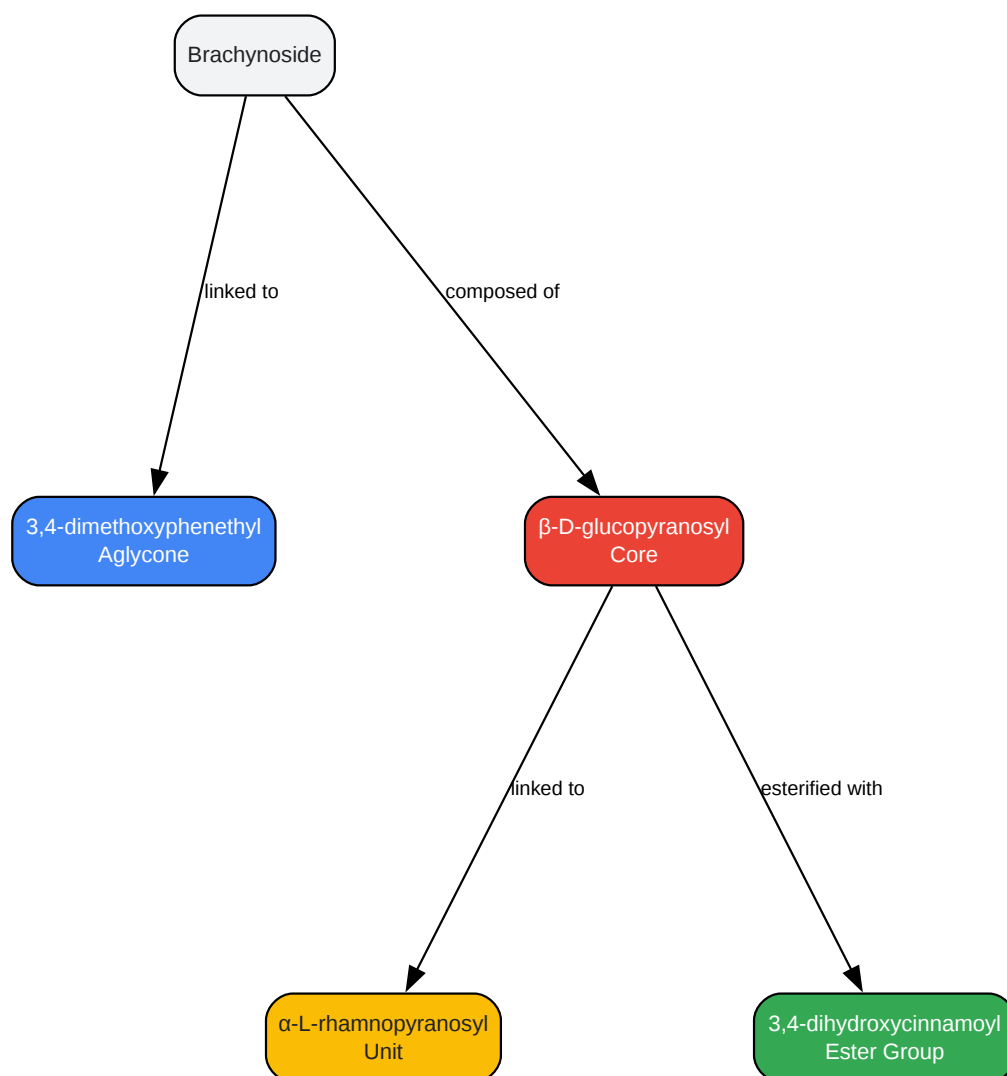 Brachynoside
linked to
composed of
3,4-dimethoxyphenethyl
Aglycone
β-D-glucopyranosyl
Core
linked to
esterified with
α-L-rhamnopyranosyl
Unit
3,4-dihydroxycinnamoyl
Ester Group